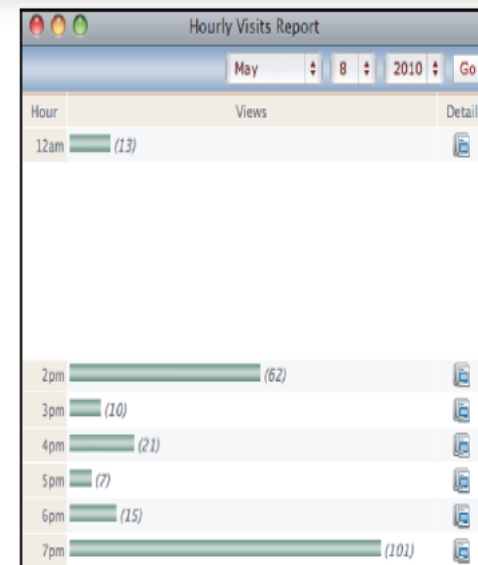 Hourly Visits Report
May 8 2010 Go
Hour Views Detail
12am (13)
2pm (62)
3pm (10)
4pm (21)
5pm (7)
6pm (15)
7pm (101)